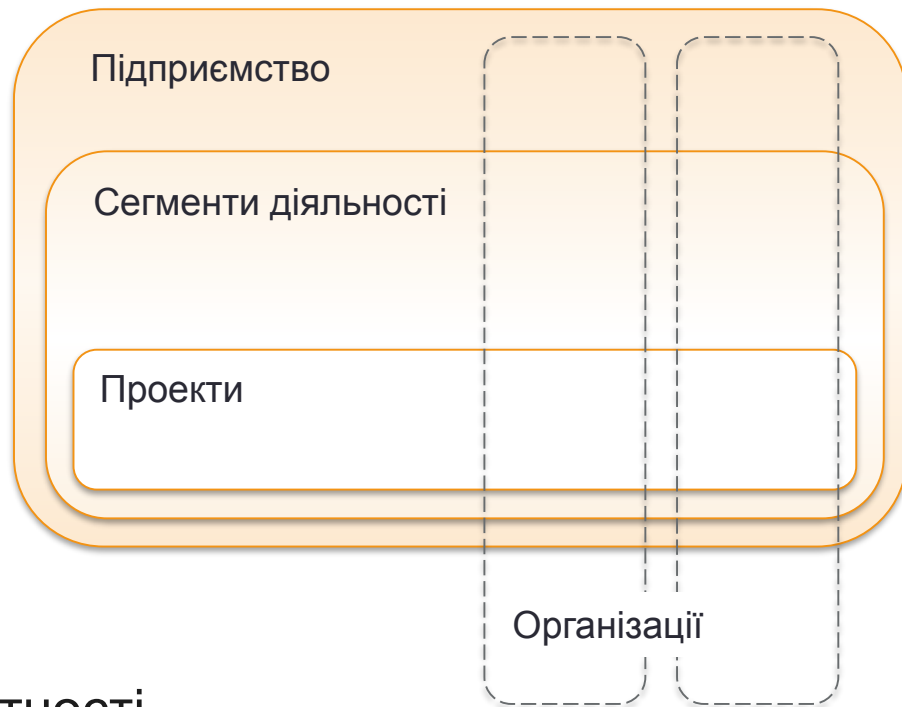 Підприємство
Сегменти діяльності
Проекти
Організації